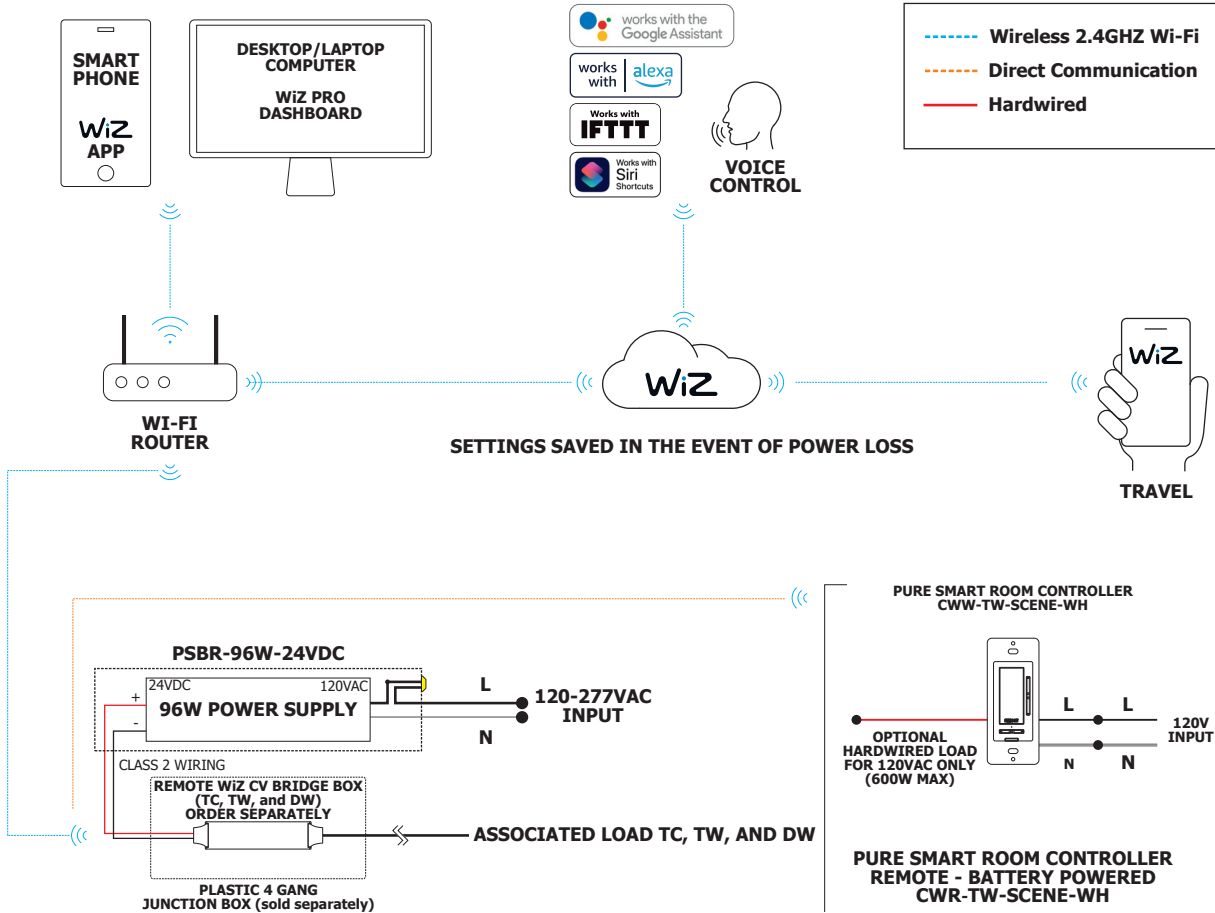 SMART
PHONE
WiZ
APP
DESKTOP/LAPTOP
COMPUTER
WiZ PRO
DASHBOARD
works with the
Google Assistant
works
with
alexa
Works with
IFTTT
Works with
Siri
Shortcuts
VOICE
CONTROL
Wireless 2.4GHZ Wi-Fi
Direct Communication
Hardwired
WI-FI
ROUTER
WiZ
SETTINGS SAVED IN THE EVENT OF POWER LOSS
WiZ
TRAVEL
PSBR-96W-24VDC
24VDC
120VAC
+
-
96W POWER SUPPLY
L
N
120-277VAC
INPUT
CLASS 2 WIRING
REMOTE WiZ CV BRIDGE BOX
(TC, TW, and DW)
ORDER SEPARATELY
ASSOCIATED LOAD TC, TW, AND DW
PLASTIC 4 GANG
JUNCTION BOX (sold separately)
PURE SMART ROOM CONTROLLER
CWW-TW-SCENE-WH
OPTIONAL
HARDWIRED LOAD
FOR 120VAC ONLY
(600W MAX)
L
L
N
N
120V
INPUT
PURE SMART ROOM CONTROLLER
REMOTE - BATTERY POWERED
CWR-TW-SCENE-WH